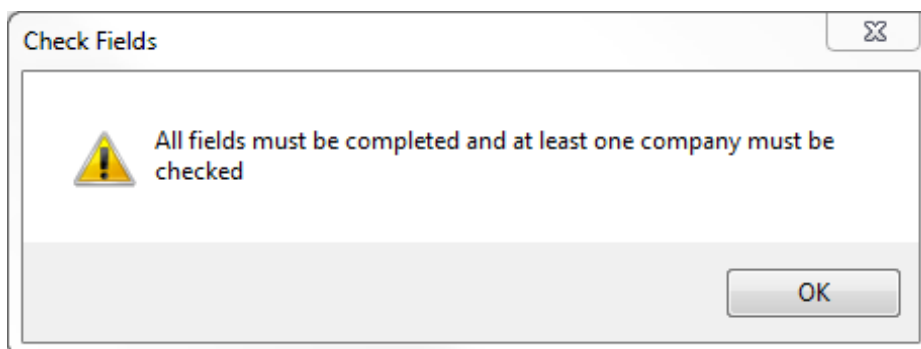 Check Fields
All fields must be completed and at least one company must be
checked
OK